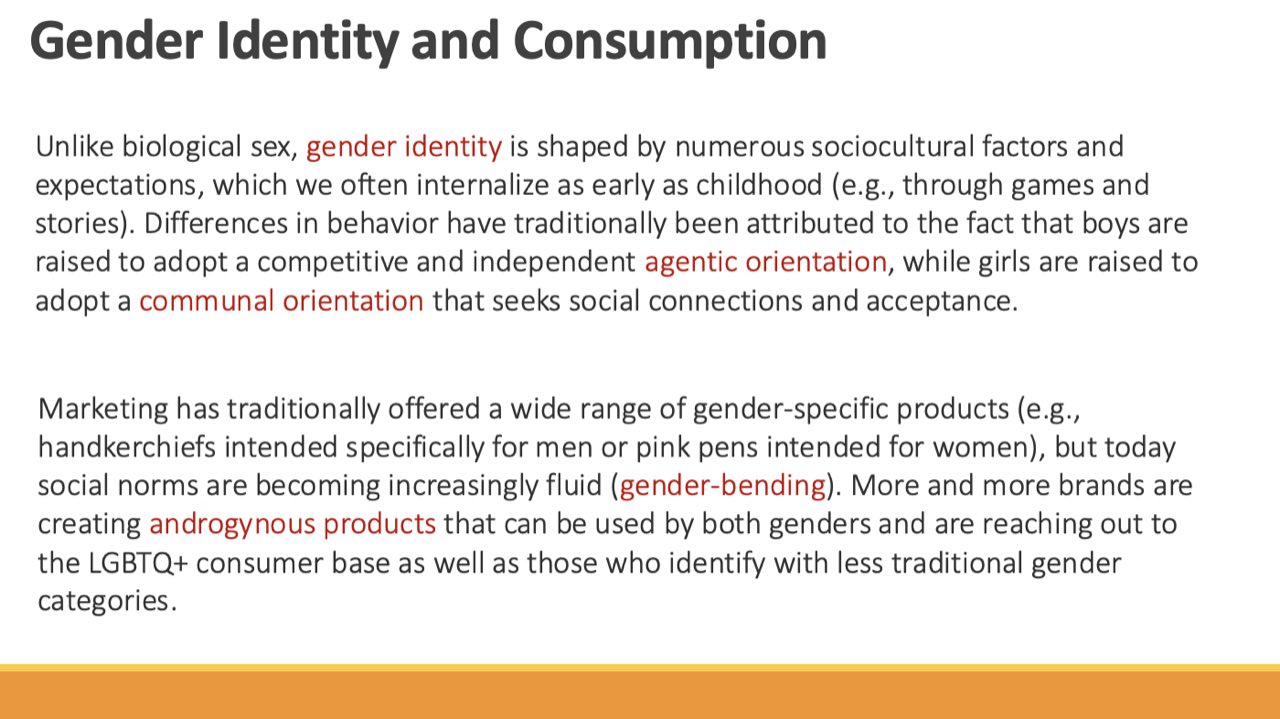 Gender Identity and Consumption
Unlike biological sex, gender identity is shaped by numerous sociocultural factors and
expectations, which we often internalize as early as childhood (e.g., through games and
stories). Differences in behavior have traditionally been attributed to the fact that boys are
raised to adopt a competitive and independent agentic orientation, while girls are raised to
adopt a communal orientation that seeks social connections and acceptance.
Marketing has traditionally offered a wide range of gender-specific products (e.g.,
handkerchiefs intended specifically for men or pink pens intended for women), but today
social norms are becoming increasingly fluid (gender-bending). More and more brands are
creating androgynous products that can be used by both genders and are reaching out to
the LGBTQ+ consumer base as well as those who identify with less traditional gender
categories.